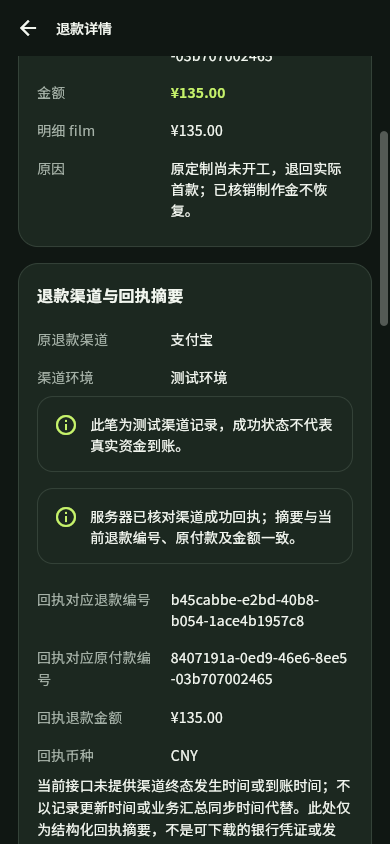 退款详情
-03b707002465
金额 ¥135.00
明细 film ¥135.00
原因 原定制尚未开工，退回实际
首款；已核销制作金不恢
复。
退款渠道与回执摘要
原退款渠道 支付宝
渠道环境 测试环境
此笔为测试渠道记录，成功状态不代表
真实资金到账。
服务器已核对渠道成功回执；摘要与当
前退款编号、原付款及金额一致。
回执对应退款编号 b45cabbe-e2bd-40b8-
b054-1ace4b1957c8
回执对应原付款编 8407191a-0ed9-46e6-8ee5
号 -03b707002465
回执退款金额 ¥135.00
回执币种 CNY
当前接口未提供渠道终态发生时间或到账时间；不
以记录更新时间或业务汇总同步时间代替。此处仅
为结构化回执摘要，不是可下载的银行凭证或发